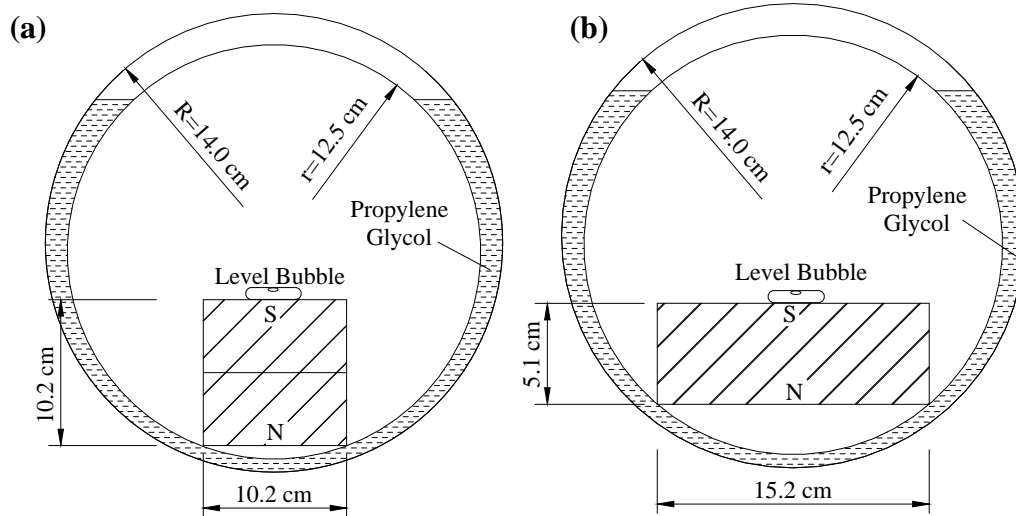 (a)
R=14.0 cm
r=12.5 cm
Propylene
Glycol
Level Bubble
S
N
10.2 cm
10.2 cm
(b)
R=14.0 cm
r=12.5 cm
Propylene
Glycol
Level Bubble
S
N
5.1 cm
15.2 cm